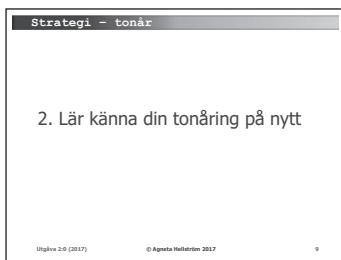 Strategi – tonår
2. Lär känna din tonåring på nytt
Utgåva 2:0 (2017) © Agneta Hellström 2017 9